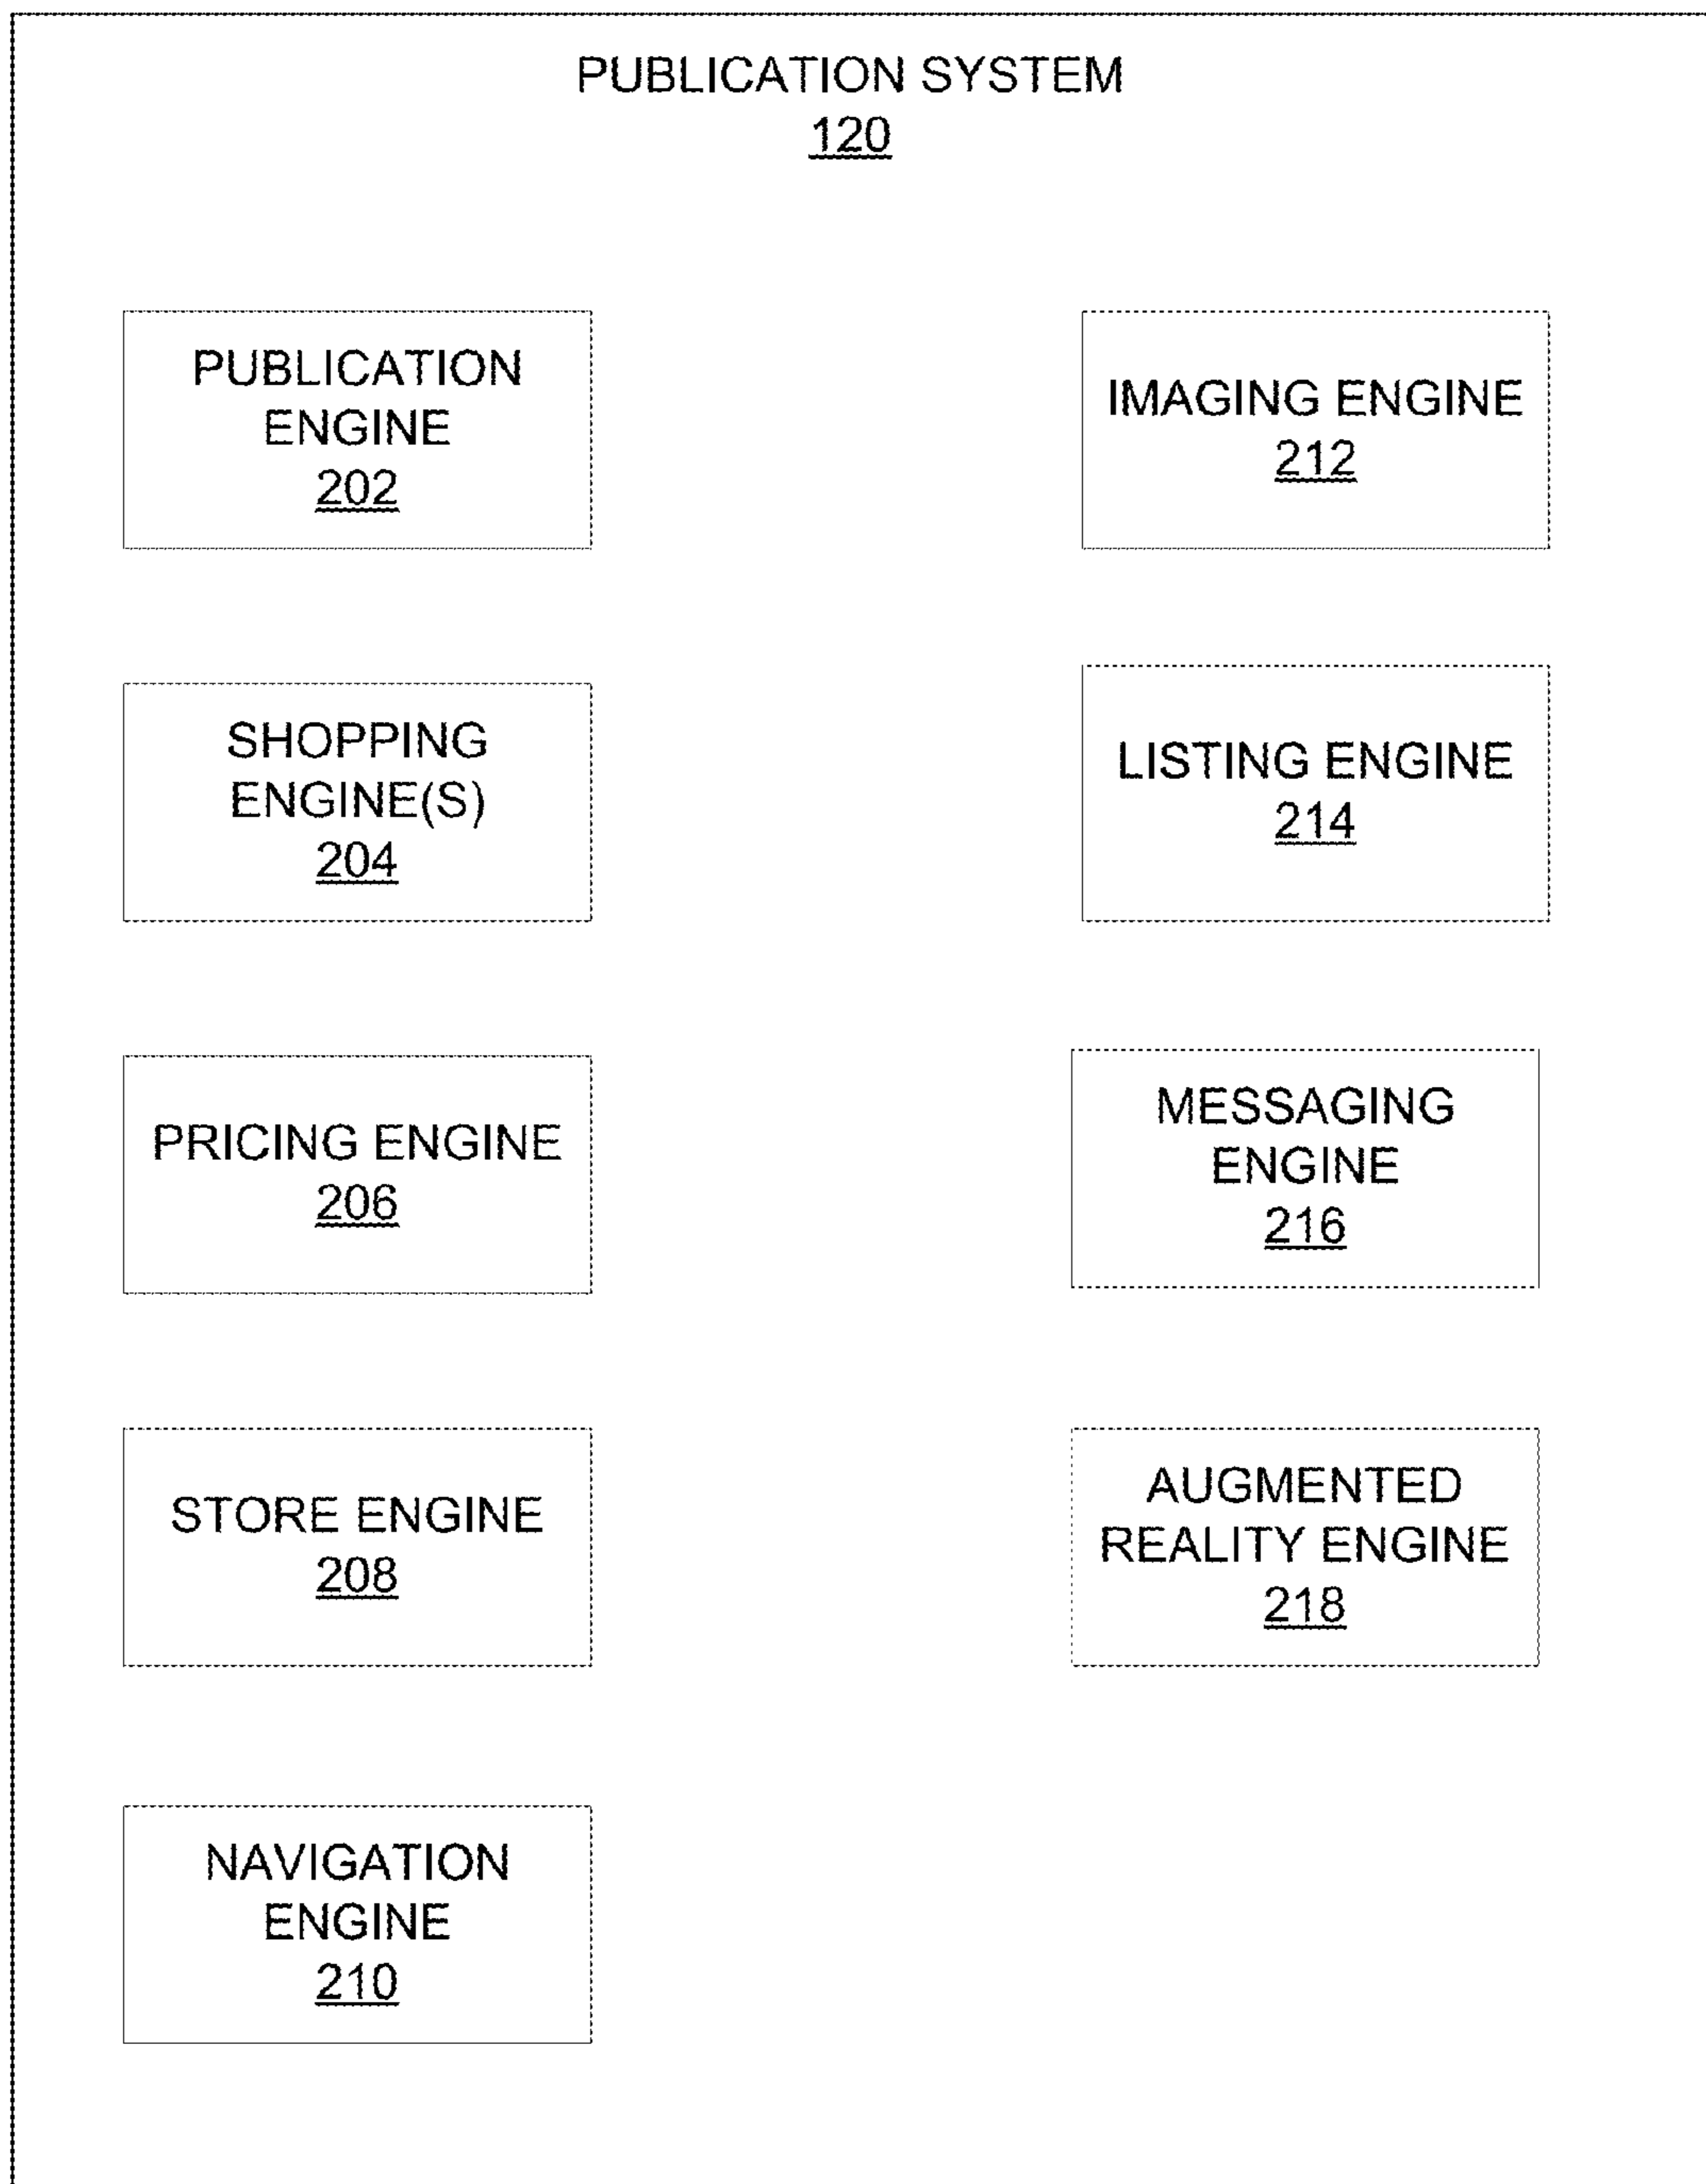 PUBLICATION SYSTEM
120
PUBLICATION
ENGINE
202
SHOPPING
ENGINE(S)
204
PRICING ENGINE
206
STORE ENGINE
208
NAVIGATION
ENGINE
210
IMAGING ENGINE
212
LISTING ENGINE
214
MESSAGING
ENGINE
216
AUGMENTED
REALITY ENGINE
218